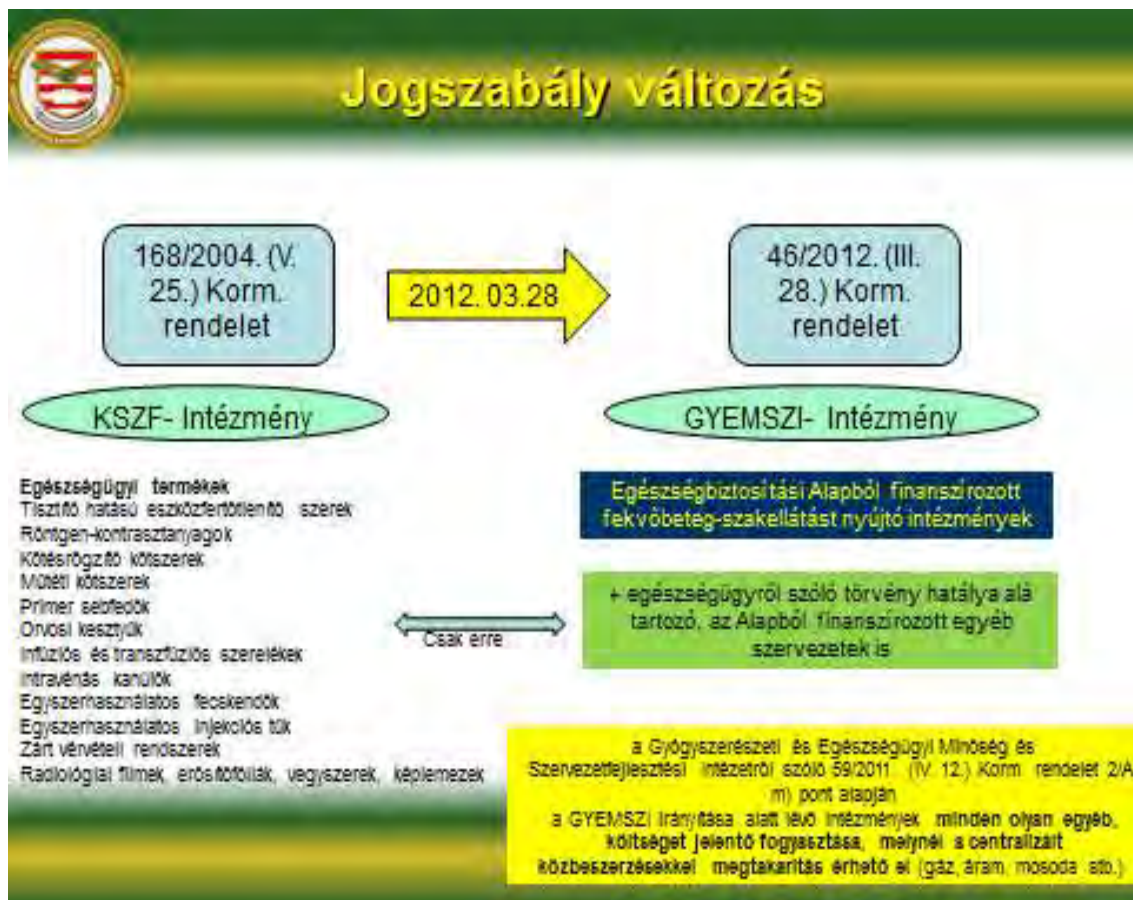 Jogszabály változás
168/2004. (V.
25.) Korm.
rendelet
2012. 03.28
46/2012. (III.
28.) Korm.
rendelet
KSZF- Intézmény
GYEMSZI- Intézmény
Egészségügyi termékek
Tisztító hatású eszközfertőtlenítő szerek
Röntgen-kontrasztanyagok
Kötésrögzítő kötszerek
Műtéti kötszerek
Primer sebfedők
Orvosi kesztyűk
Infúziós és transzfúziós szerelékek
Intravénás kanülök
Egyszerhasználatos fecskendők
Egyszerhasználatos injekciós tűk
Zárt vérvételi rendszerek
Radiológiai filmek, erősítőfóliák, vegyszerek, képlemezek
Csak erre
Egészségbiztosítási Alapból finanszírozott
fekvőbeteg-szakellátást nyújtó intézmények
+ egészségügyről szóló törvény hatálya alá
tartozó, az Alapból finanszírozott egyéb
szervezetek is
a Gyógyszerészeti és Egészségügyi Minőség és
Szervezetfejlesztési Intézetről szóló 59/2011. (IV. 12.) Korm. rendelet 2/A
m) pont alapján
a GYEMSZI irányítása alatt lévő intézmények minden olyan egyéb,
költséget jelentő fogyasztása, melynél a centralizált
közbeszerzésekkel megtakarítás érhető el (gáz, áram, mosoda stb.)